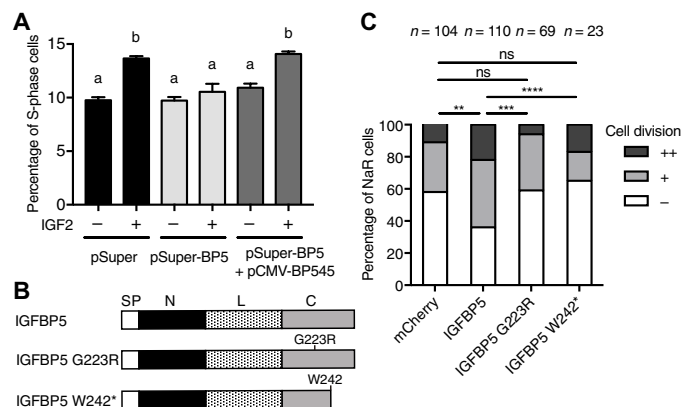 A
Percentage of S-phase cells
15
10
5
0
a
b
a
a
a
b
IGF2 – + – + – +
pSuper
pSuper-BP5
pSuper-BP5
+ pCMV-BP545
B
SP N L C
IGFBP5
IGFBP5 G223R
G223R
IGFBP5 W242*
W242
C
n = 104 n = 110 n = 69 n = 23
ns
ns
****
** ***
Percentage of NaR cells
100
80
60
40
20
0
mCherry
IGFBP5
IGFBP5 G223R
IGFBP5 W242*
Cell division
++
+
–